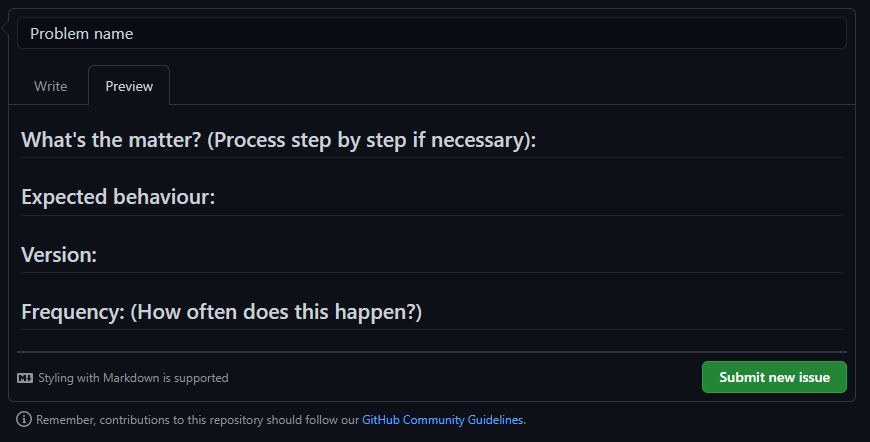 Problem name
Write
Preview
What's the matter? (Process step by step if necessary):
Expected behaviour:
Version:
Frequency: (How often does this happen?)
Styling with Markdown is supported
Submit new issue
Remember, contributions to this repository should follow our GitHub Community Guidelines.